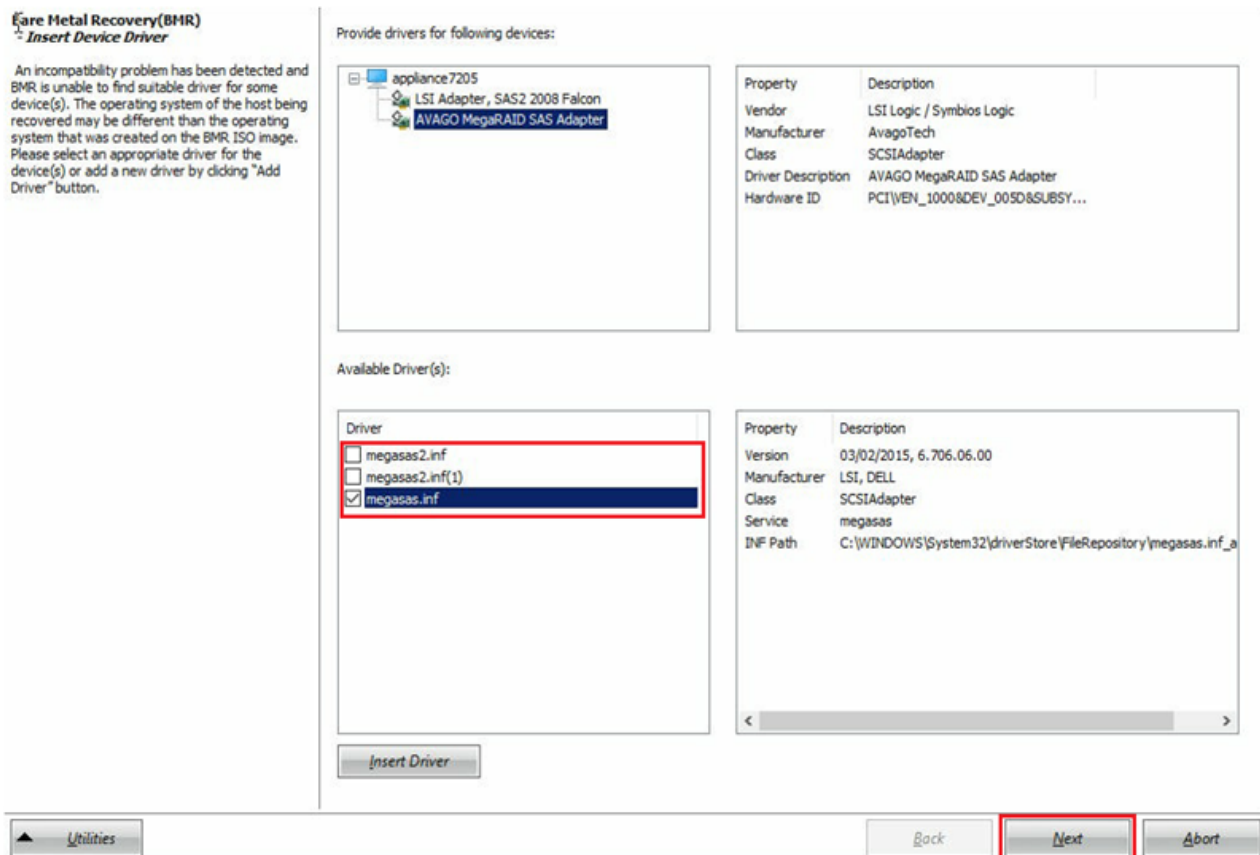 Bare Metal Recovery(BMR)
- Insert Device Driver
An incompatibility problem has been detected and
BMR is unable to find suitable driver for some
device(s). The operating system of the host being
recovered may be different than the operating
system that was created on the BMR ISO image.
Please select an appropriate driver for the
device(s) or add a new driver by clicking "Add
Driver" button.
Provide drivers for following devices:
appliance7205
LSI Adapter, SAS2 2008 Falcon
AVAGO MegaRAID SAS Adapter
Property Description
Vendor LSI Logic / Symbios Logic
Manufacturer AvagoTech
Class SCSIAdapter
Driver Description AVAGO MegaRAID SAS Adapter
Hardware ID PCI\VEN_1000&DEV_005D&SUBSY...
Available Driver(s):
Driver
megasas2.inf
megasas2.inf(1)
megasas.inf
Property Description
Version 03/02/2015, 6.706.06.00
Manufacturer LSI, DELL
Class SCSIAdapter
Service megasas
INF Path C:\WINDOWS\System32\driverStore\FileRepository\megasas.inf_a
Insert Driver
Utilities
Back
Next
Abort